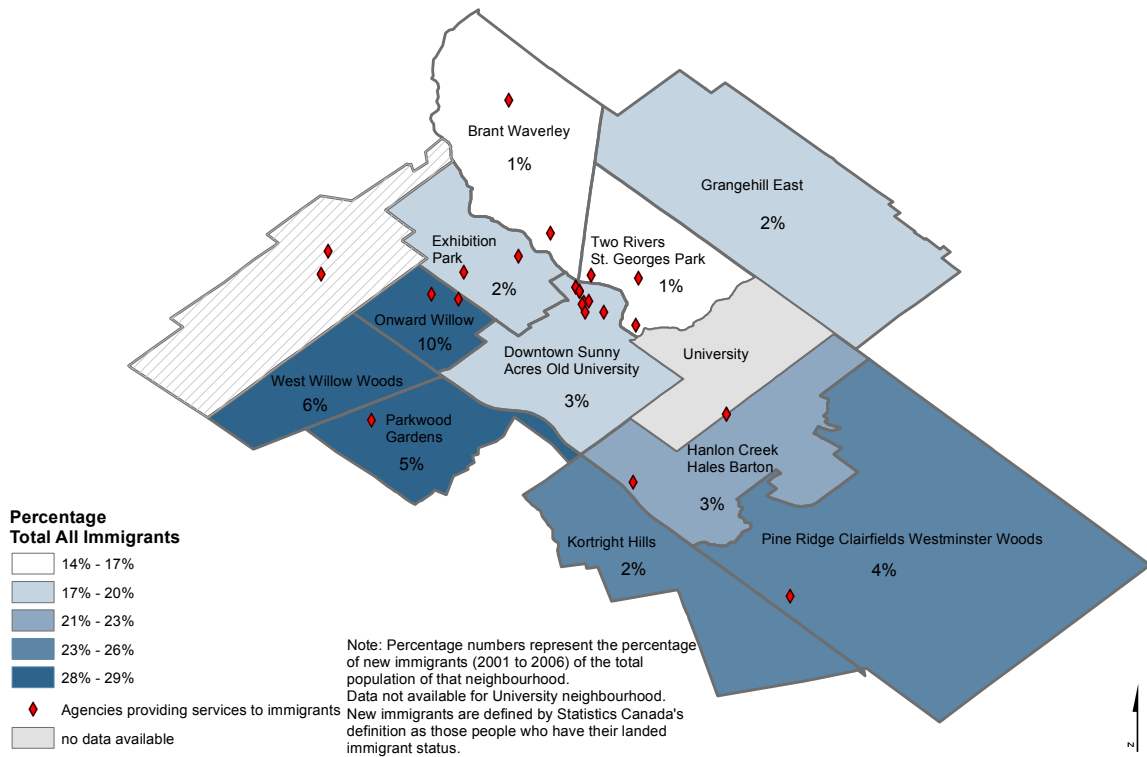 Brant Waverley
1%
Grangehill East
2%
Exhibition
Park
2%
Two Rivers
St. Georges Park
1%
Onward Willow
10%
Downtown Sunny
Acres Old University
3%
University
West Willow Woods
6%
Parkwood
Gardens
5%
Hanlon Creek
Hales Barton
3%
Kortright Hills
2%
Pine Ridge Clairfields Westminster Woods
4%
Percentage
Total All Immigrants
14% - 17%
17% - 20%
21% - 23%
23% - 26%
28% - 29%
Agencies providing services to immigrants
no data available
Note: Percentage numbers represent the percentage
of new immigrants (2001 to 2006) of the total
population of that neighbourhood.
Data not available for University neighbourhood.
New immigrants are defined by Statistics Canada's
definition as those people who have their landed
immigrant status.
N